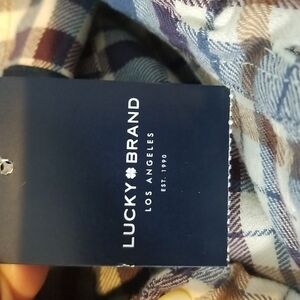 LUCKY BRAND
LOS ANGELES
EST. 1990